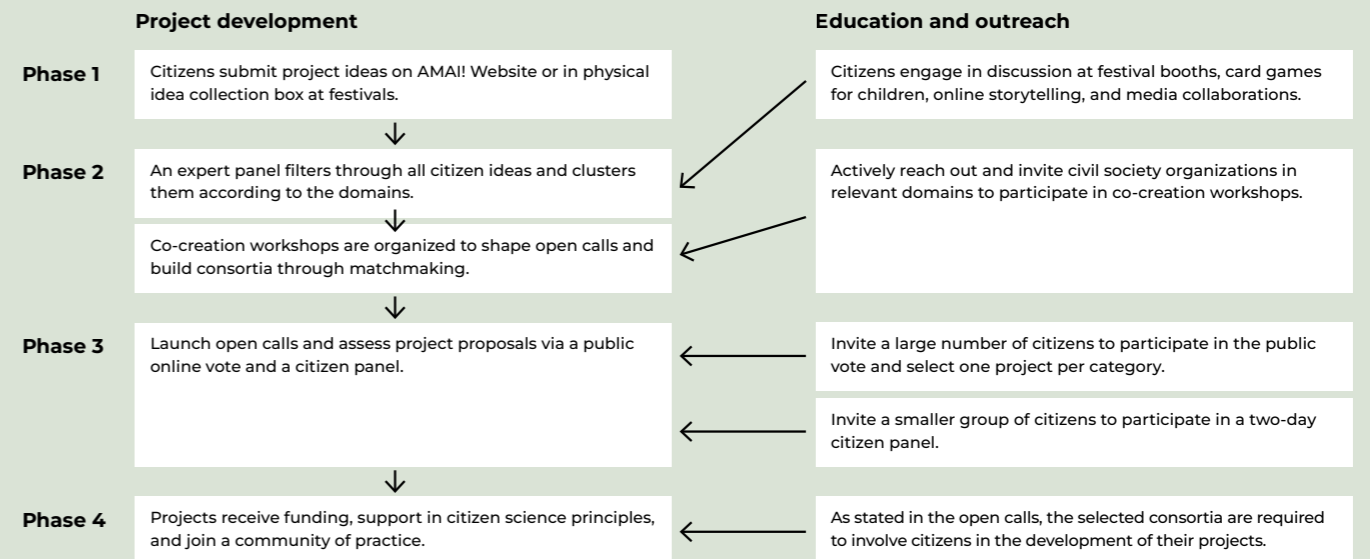 Project development
Education and outreach
Phase 1
Citizens submit project ideas on AMAI! Website or in physical
idea collection box at festivals.
Citizens engage in discussion at festival booths, card games
for children, online storytelling, and media collaborations.
Phase 2
An expert panel filters through all citizen ideas and clusters
them according to the domains.
Co-creation workshops are organized to shape open calls and
build consortia through matchmaking.
Actively reach out and invite civil society organizations in
relevant domains to participate in co-creation workshops.
Phase 3
Launch open calls and assess project proposals via a public
online vote and a citizen panel.
Invite a large number of citizens to participate in the public
vote and select one project per category.
Invite a smaller group of citizens to participate in a two-day
citizen panel.
Phase 4
Projects receive funding, support in citizen science principles,
and join a community of practice.
As stated in the open calls, the selected consortia are required
to involve citizens in the development of their projects.